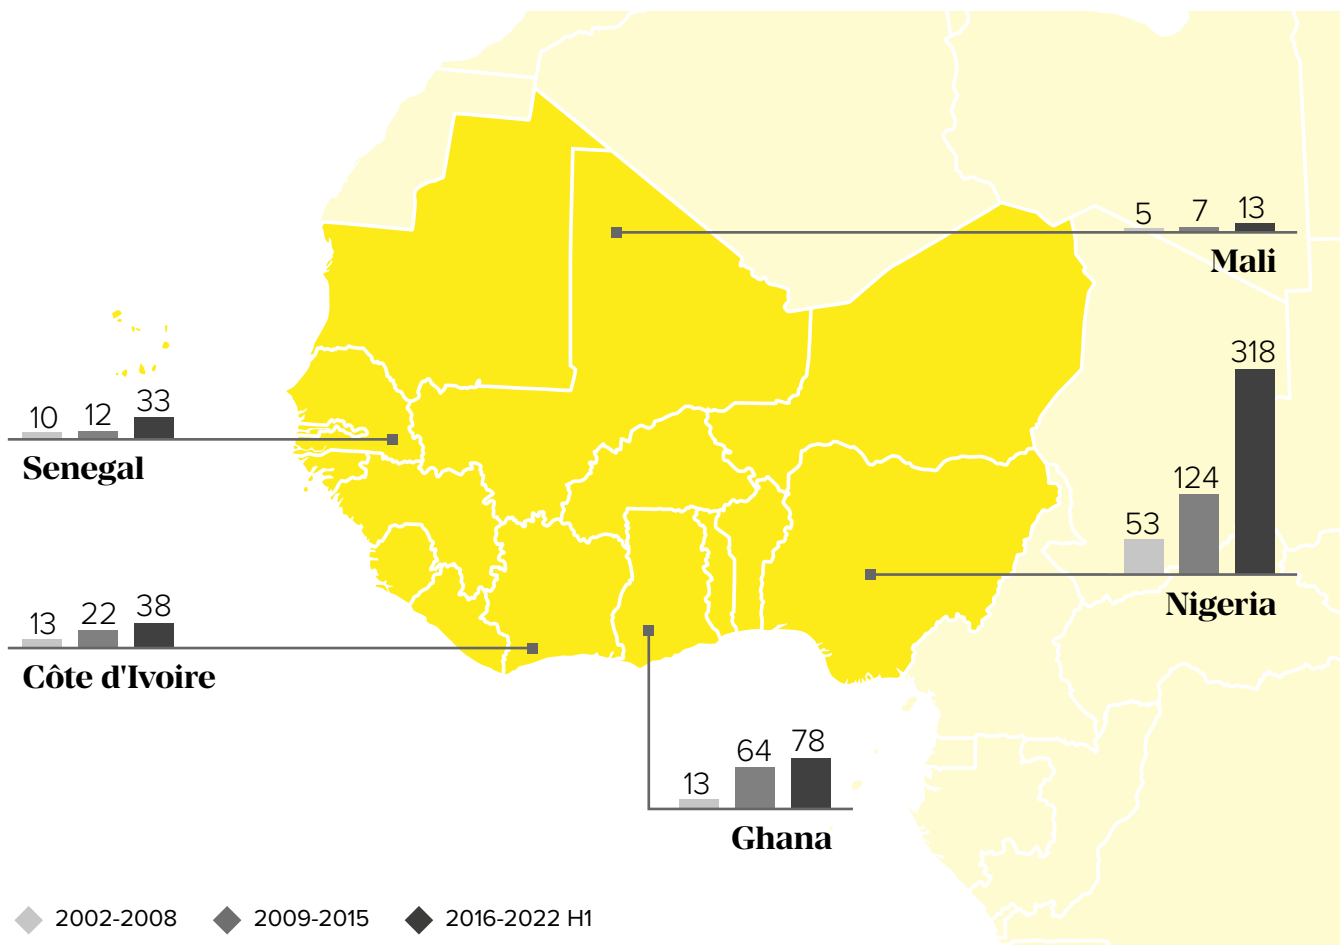 5 7 13
Mali
318
124
53
Nigeria
10 12 33
Senegal
13 22 38
Côte d'Ivoire
13 64 78
Ghana
2002-2008 2009-2015 2016-2022 H1